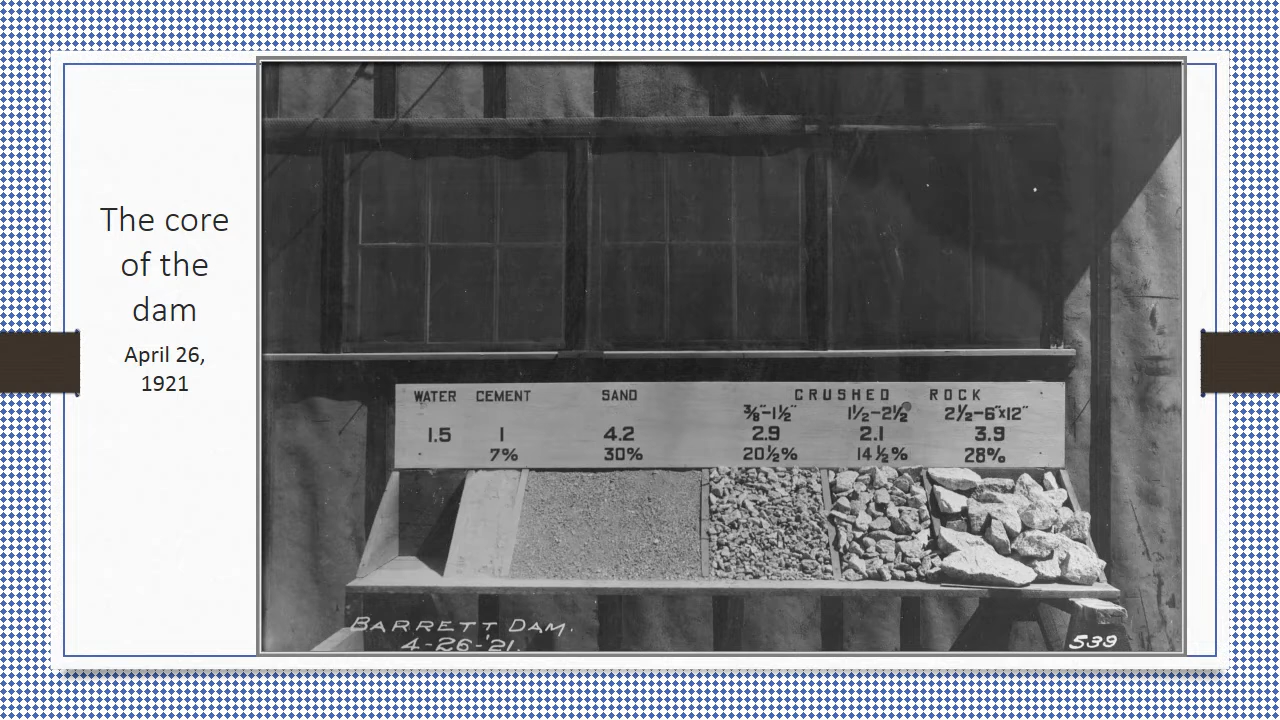 The core
of the
dam
April 26,
1921
WATER CEMENT SAND CRUSHED ROCK
3/8"-1½" 1½-2½" 2½-6"x12"
1.5 1 4.2 2.9 2.1 3.9
7% 30% 20½% 14½% 28%
BARRETT DAM.
4-26-'21.
539